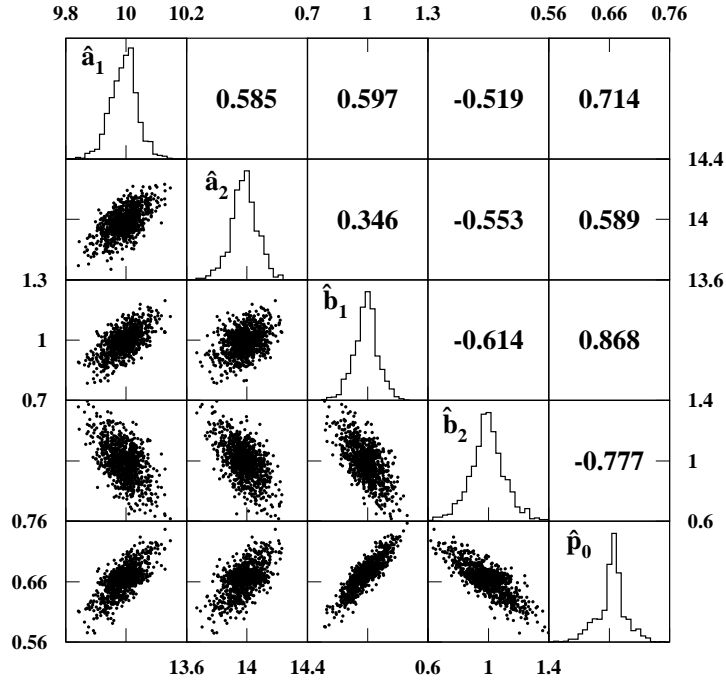 9.8 10 10.2 0.7 1 1.3 0.56 0.66 0.76
â₁ 0.585 0.597 -0.519 0.714
14.4
â₂ 0.346 -0.553 0.589 14
1.3 13.6
1 b̂₁ -0.614 0.868
0.7 1.4
b̂₂ -0.777 1
0.76 0.6
0.66 p̂₀
0.56
13.6 14 14.4 0.6 1 1.4